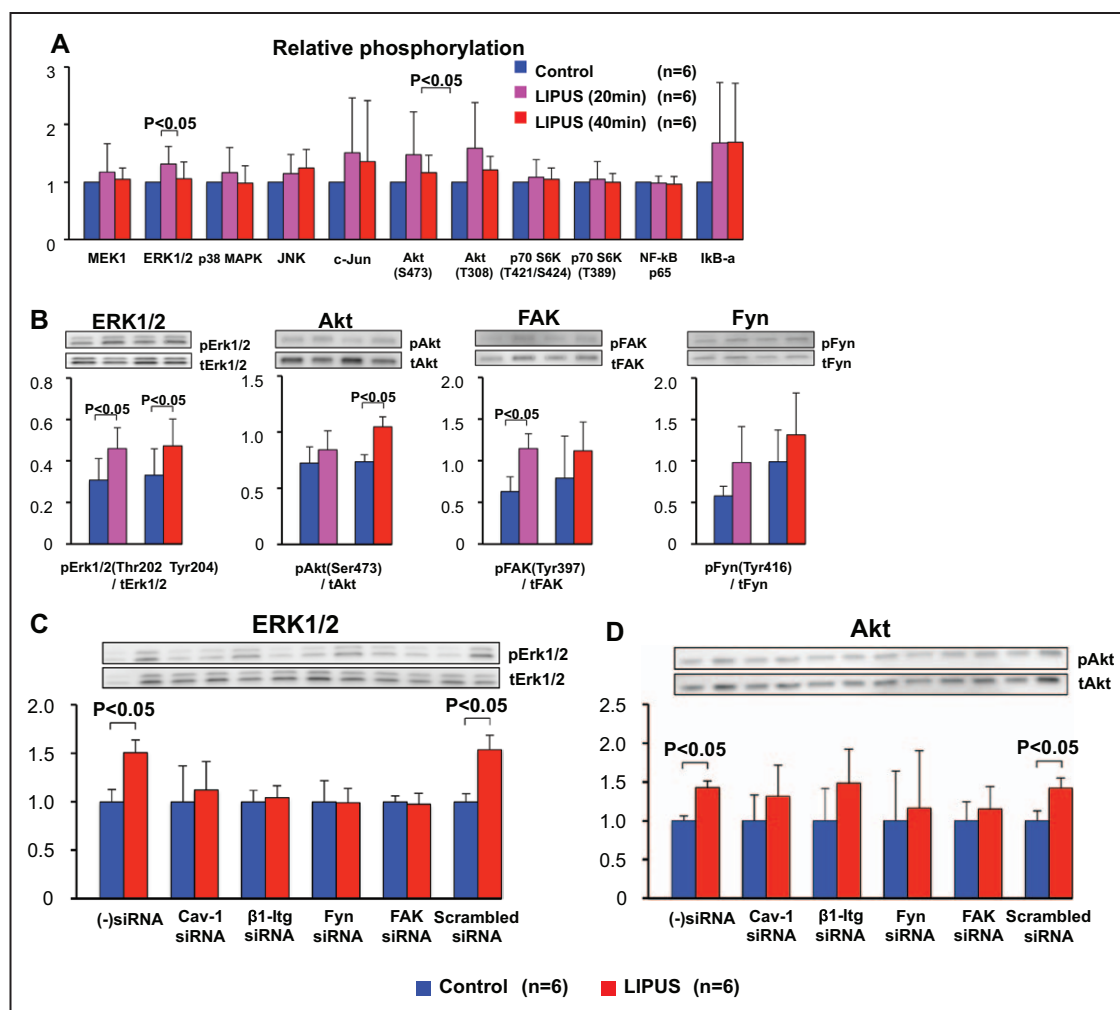 A
Relative phosphorylation
Control (n=6)
LIPUS (20min) (n=6)
LIPUS (40min) (n=6)
P<0.05
P<0.05
3
2
1
0
MEK1 ERK1/2 p38 MAPK JNK c-Jun Akt (S473) Akt (T308) p70 S6K (T421/S424) p70 S6K (T389) NF-kB p65 IkB-a
B
ERK1/2
pErk1/2
tErk1/2
0.8
0.6
0.4
0.2
0
P<0.05
P<0.05
pErk1/2(Thr202 Tyr204)
/ tErk1/2
Akt
pAkt
tAkt
1.5
1.0
0.5
0
P<0.05
pAkt(Ser473)
/ tAkt
FAK
pFAK
tFAK
2.0
1.5
1.0
0.5
0
P<0.05
pFAK(Tyr397)
/ tFAK
Fyn
pFyn
tFyn
2.0
1.5
1.0
0.5
0
pFyn(Tyr416)
/ tFyn
C
ERK1/2
pErk1/2
tErk1/2
2.0
1.5
1.0
0.5
0
P<0.05
P<0.05
(-)siRNA Cav-1 siRNA β1-Itg siRNA Fyn siRNA FAK siRNA Scrambled siRNA
D
Akt
pAkt
tAkt
2.5
2.0
1.5
1.0
0.5
0
P<0.05
P<0.05
(-)siRNA Cav-1 siRNA β1-Itg siRNA Fyn siRNA FAK siRNA Scrambled siRNA
Control (n=6) LIPUS (n=6)